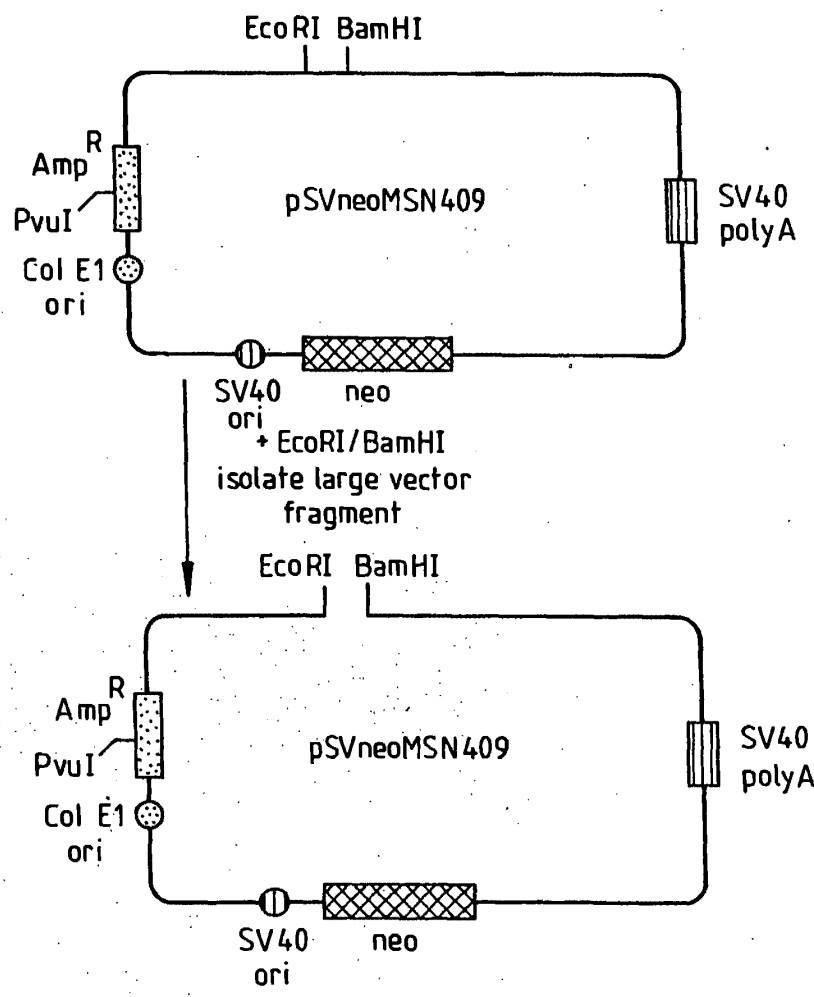 EcoRI BamHI
Amp R
PvuI
Col E1
ori
pSVneoMSN409
SV40
polyA
SV40
ori
neo
+ EcoRI/BamHI
isolate large vector
fragment
EcoRI BamHI
Amp R
PvuI
Col E1
ori
pSVneoMSN409
SV40
polyA
SV40
ori
neo